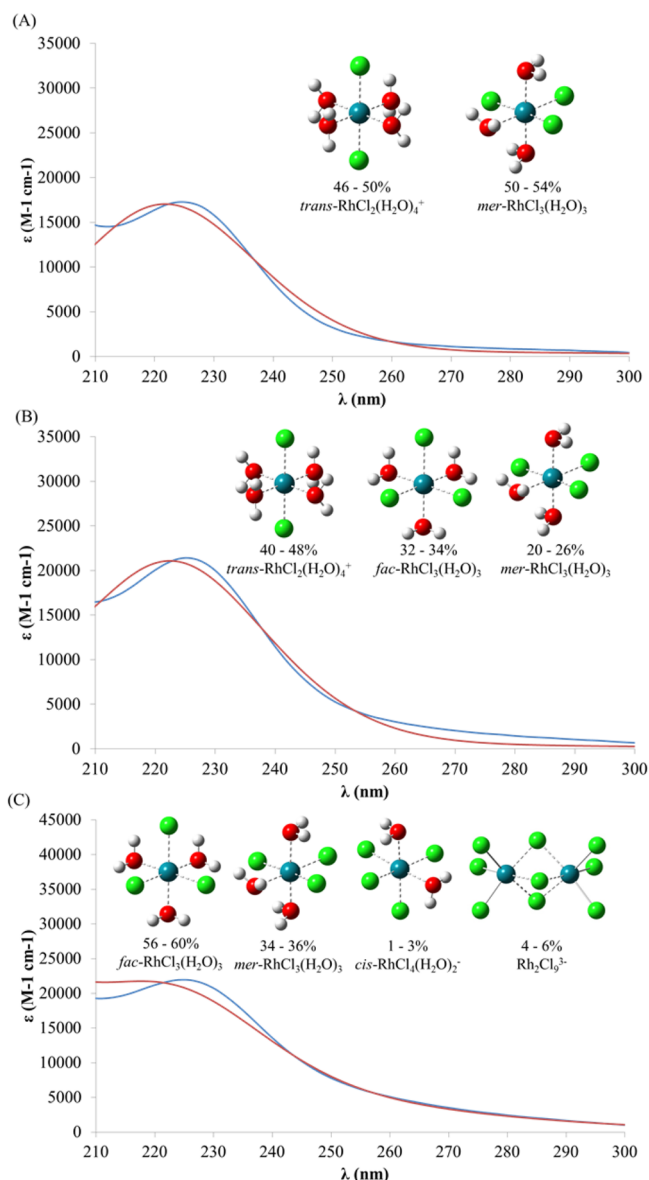 (A)
35000
30000
25000
20000
15000
10000
5000
0
ε (M-1 cm-1)
46 - 50%
trans-RhCl₂(H₂O)₄⁺
50 - 54%
mer-RhCl₃(H₂O)₃
210 220 230 240 250 260 270 280 290 300
λ (nm)
(B)
35000
30000
25000
20000
15000
10000
5000
0
ε (M-1 cm-1)
40 - 48%
trans-RhCl₂(H₂O)₄⁺
32 - 34%
fac-RhCl₃(H₂O)₃
20 - 26%
mer-RhCl₃(H₂O)₃
210 220 230 240 250 260 270 280 290 300
λ (nm)
(C)
45000
40000
35000
30000
25000
20000
15000
10000
5000
0
ε (M-1 cm-1)
56 - 60%
fac-RhCl₃(H₂O)₃
34 - 36%
mer-RhCl₃(H₂O)₃
1 - 3%
cis-RhCl₄(H₂O)₂⁻
4 - 6%
Rh₂Cl₉³⁻
210 220 230 240 250 260 270 280 290 300
λ (nm)